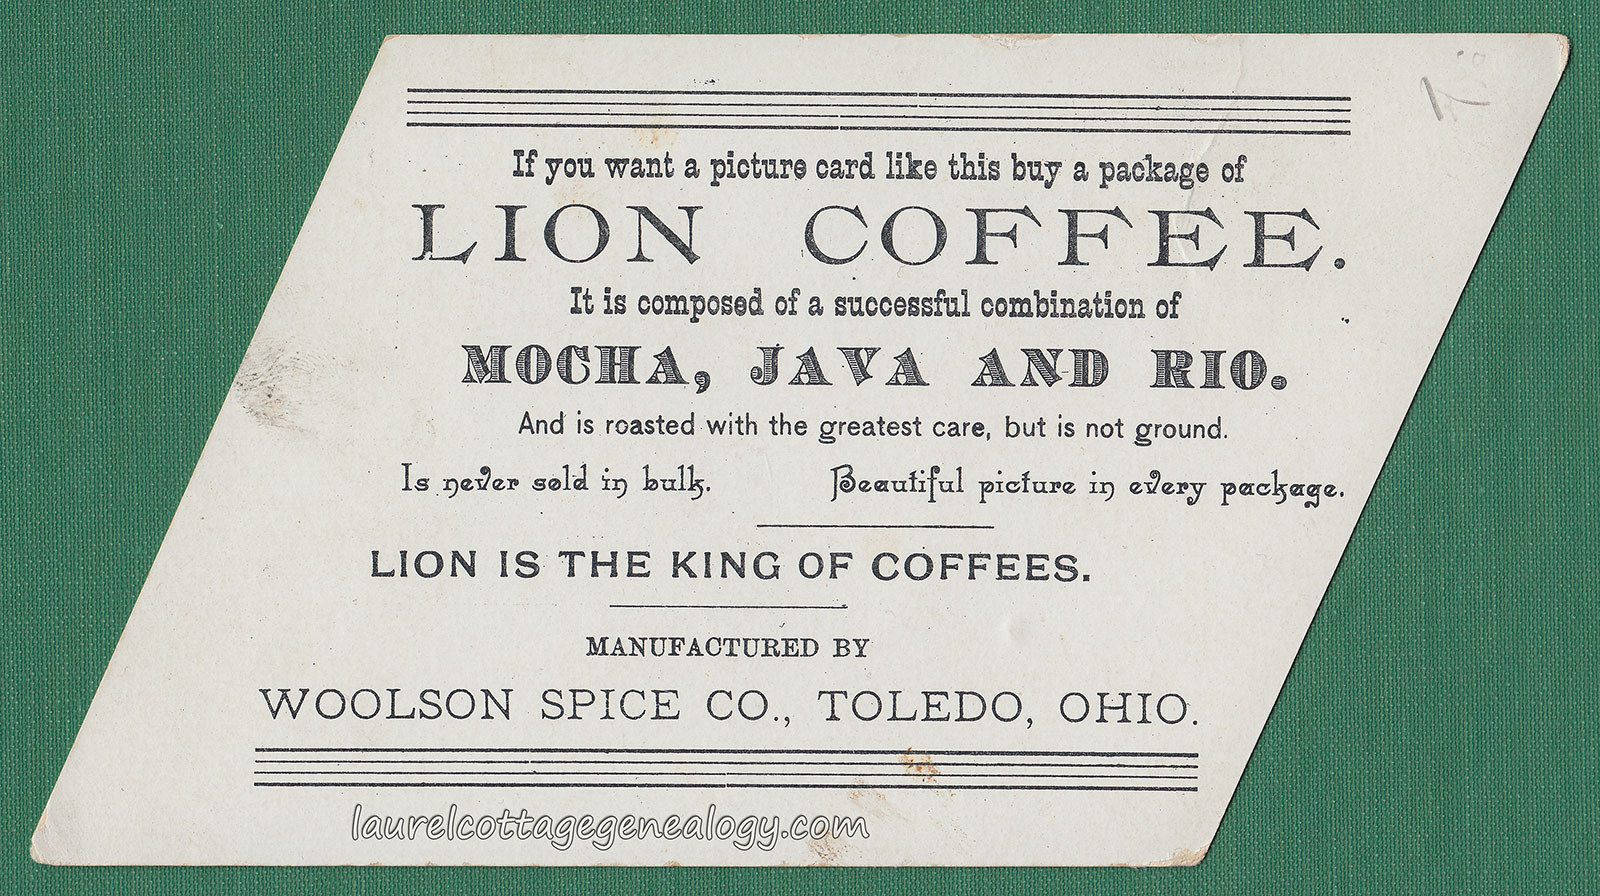 If you want a picture card like this buy a package of
LION COFFEE.
It is composed of a successful combination of
MOCHA, JAVA AND RIO.
And is roasted with the greatest care, but is not ground.
Is never sold in bulk. Beautiful picture in every package.
LION IS THE KING OF COFFEES.
MANUFACTURED BY
WOOLSON SPICE CO., TOLEDO, OHIO.
laurelcottagegenealogy.com